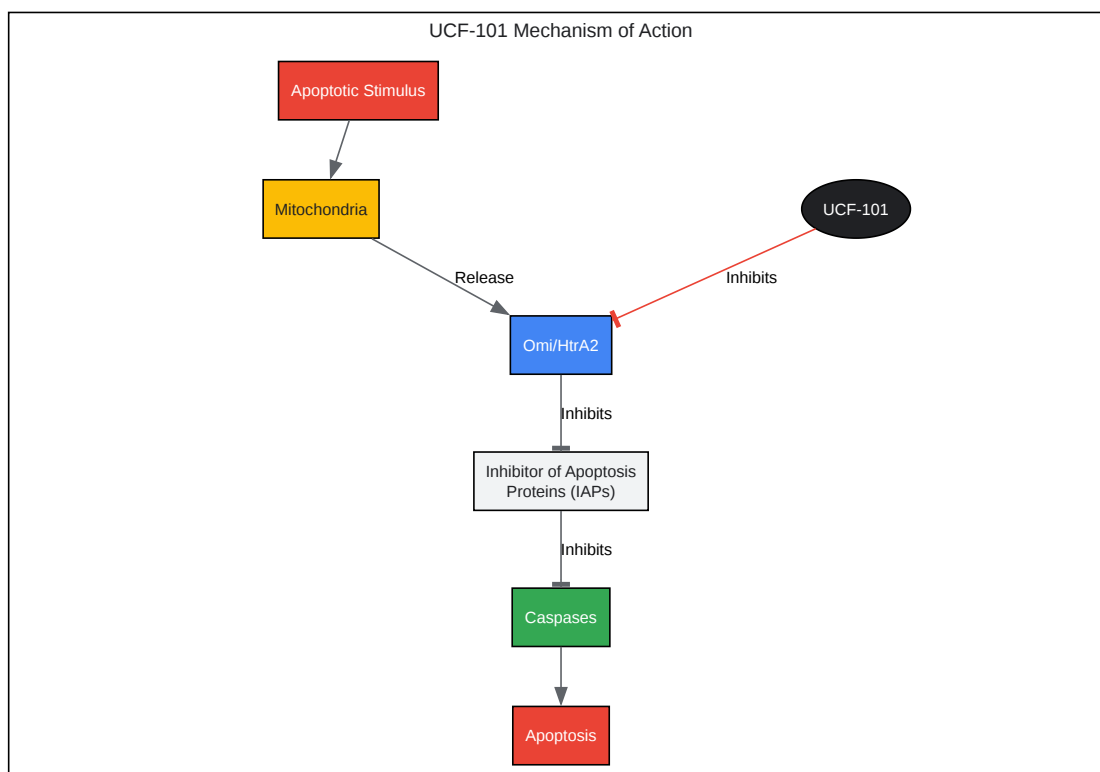 UCF-101 Mechanism of Action
Apoptotic Stimulus
Mitochondria
UCF-101
Release
Inhibits
Omi/HtrA2
Inhibits
Inhibitor of Apoptosis
Proteins (IAPs)
Inhibits
Caspases
Apoptosis